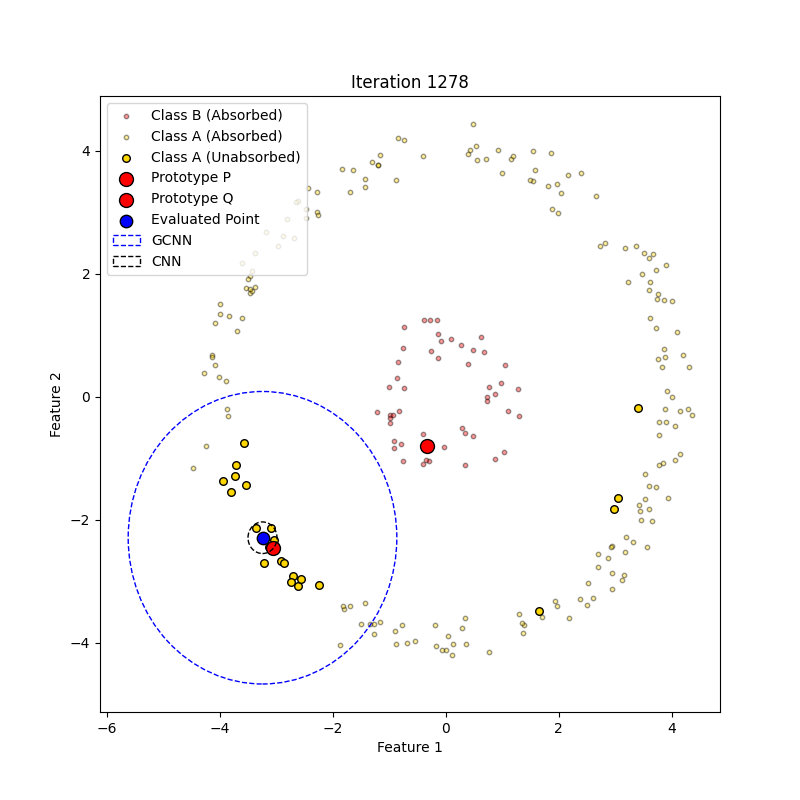 Iteration 1278
Class B (Absorbed)
Class A (Absorbed)
Class A (Unabsorbed)
Prototype P
Prototype Q
Evaluated Point
GCNN
CNN
4
2
0
−2
−4
Feature 2
−6
−4
−2
0
2
4
Feature 1